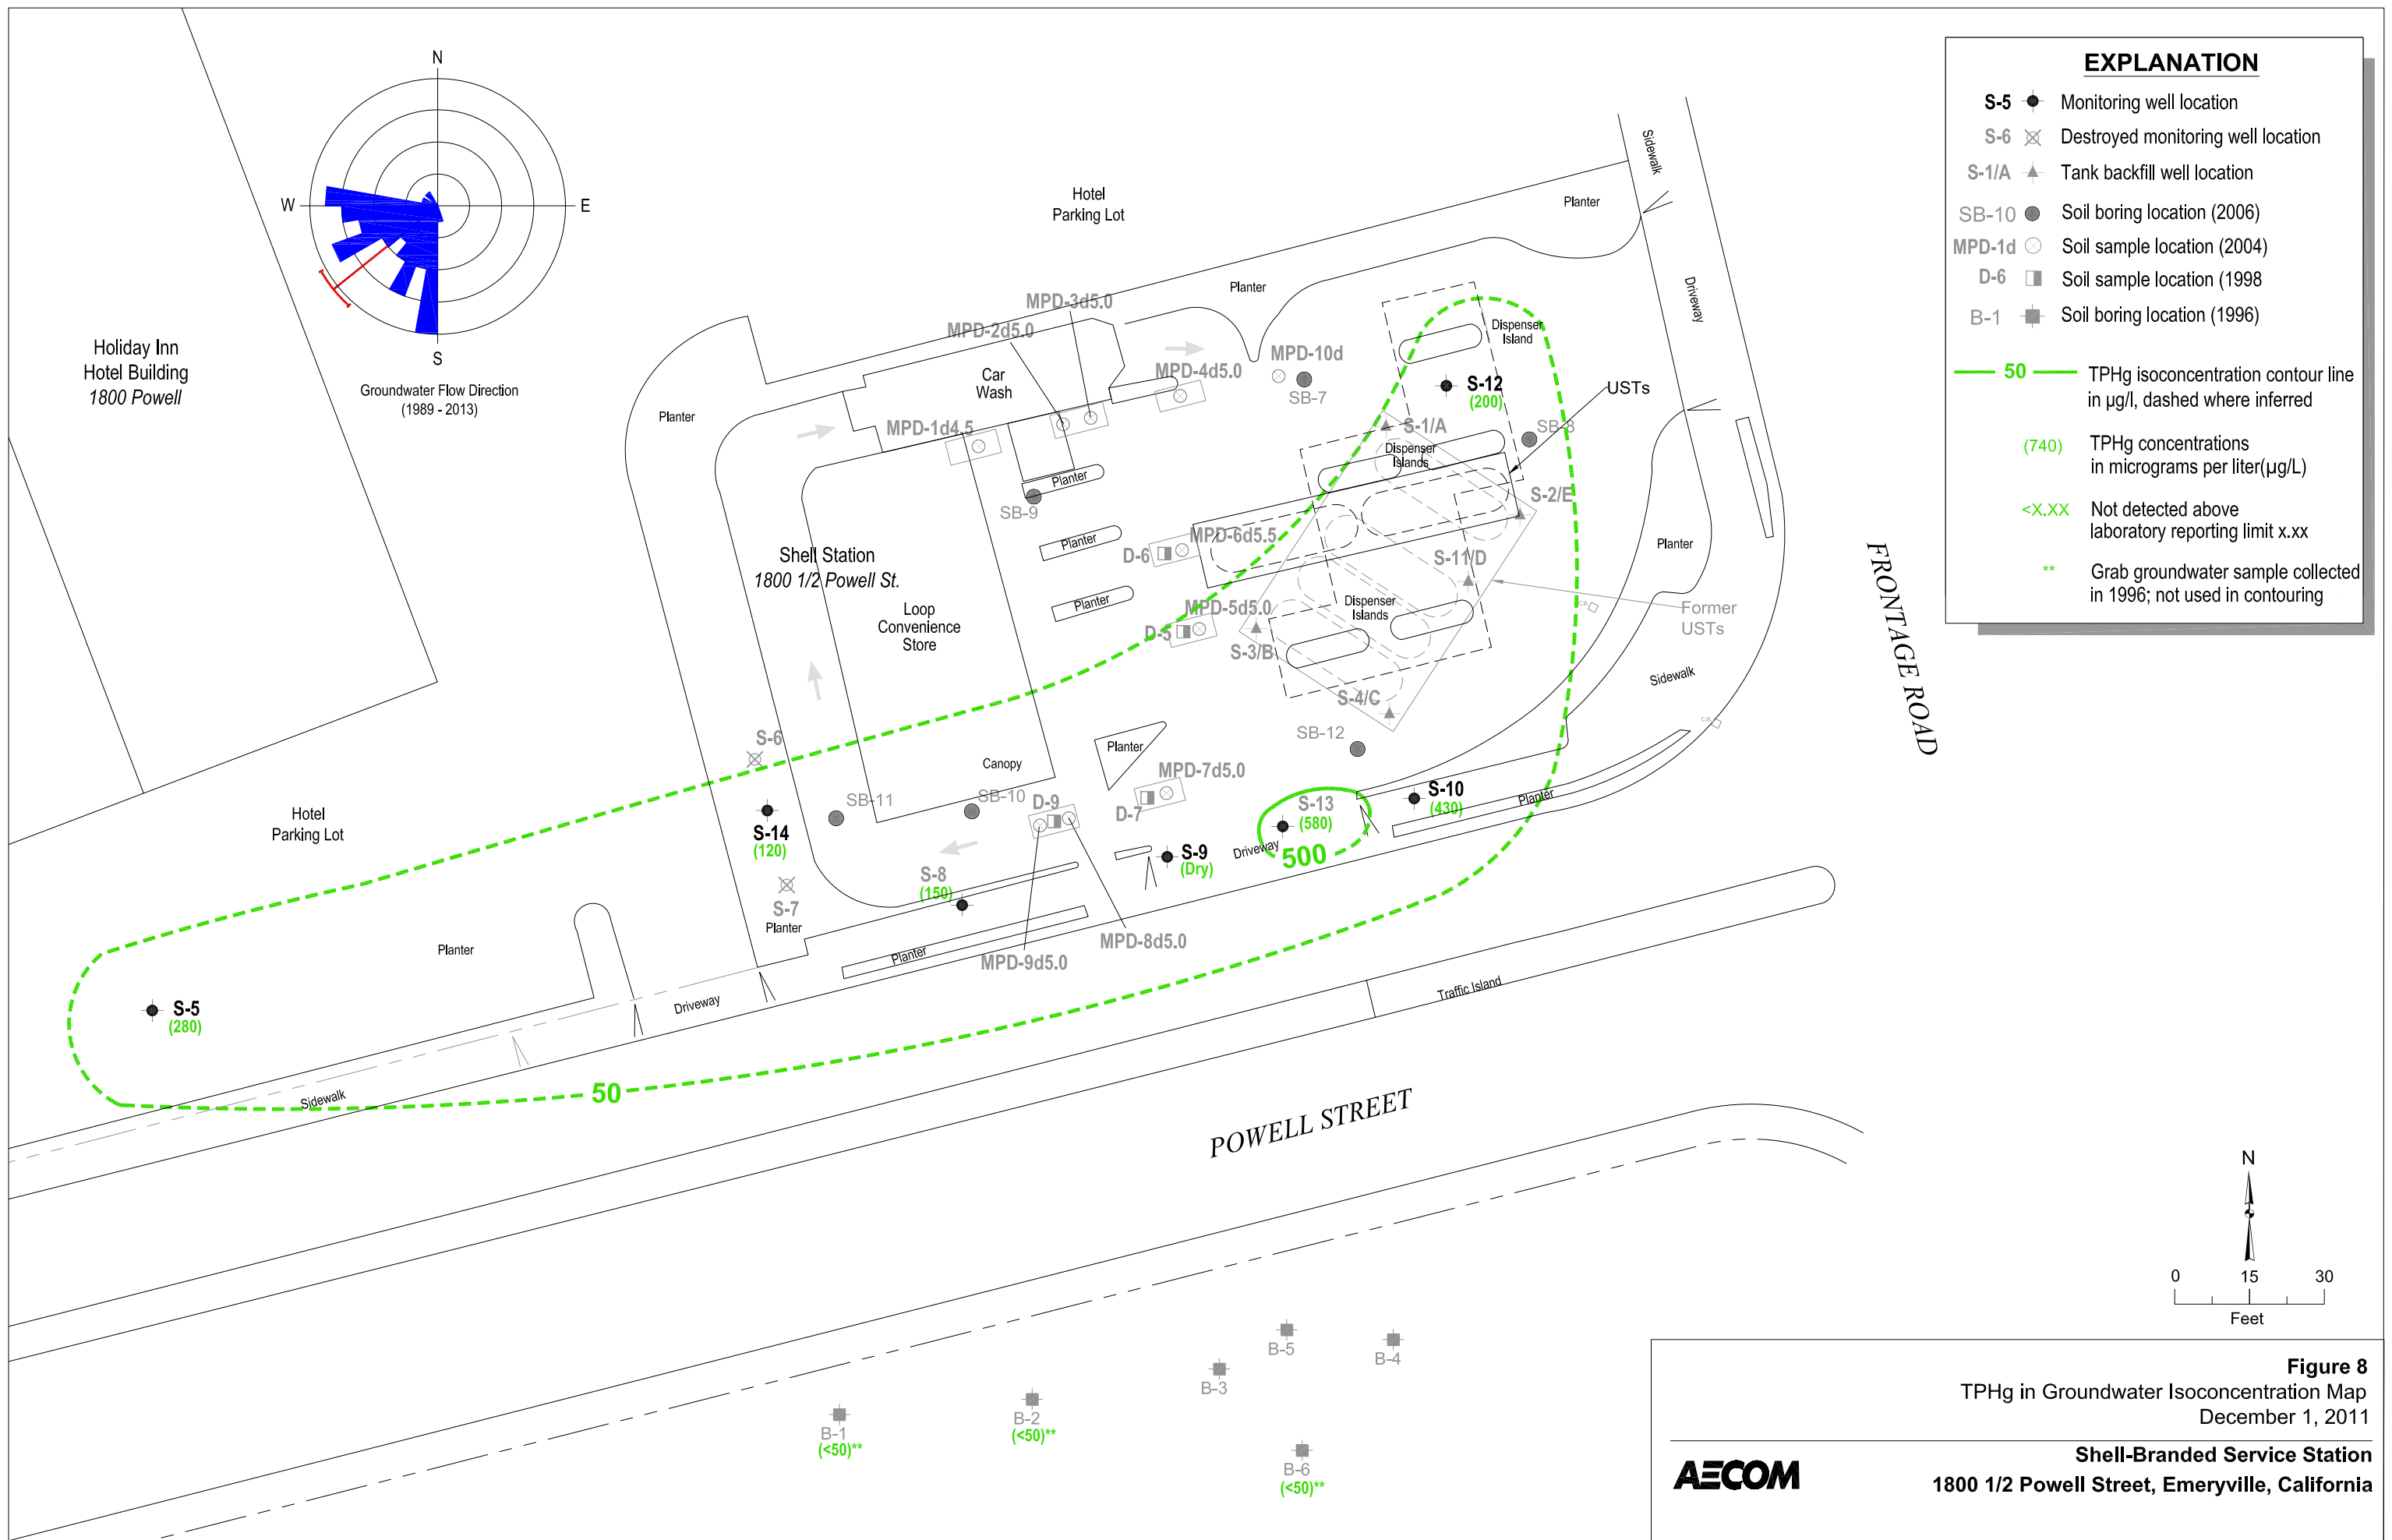 N
W
E
S
Groundwater Flow Direction
(1989 - 2013)
Holiday Inn
Hotel Building
1800 Powell
Hotel
Parking Lot
Sidewalk
Planter
Driveway
Planter
MPD-3d5.0
MPD-2d5.0
Dispenser
Island
Car
Wash
MPD-4d5.0
MPD-10d
SB-7
S-12
(200)
USTs
Planter
MPD-1d4.5
S-1/A
SB-8
Dispenser
Islands
Planter
SB-9
S-2/E
Planter
D-6
MPD-6d5.5
Shell Station
1800 1/2 Powell St.
S-11/D
Planter
FRONTAGE ROAD
Planter
MPD-5d5.0
D-5
Dispenser
Islands
C.B.
Former
USTs
Loop
Convenience
Store
S-3/B
Sidewalk
S-4/C
C.B.
SB-12
S-6
Planter
Canopy
MPD-7d5.0
Hotel
Parking Lot
S-14
(120)
SB-11
SB-10
D-9
D-7
S-13
(580)
S-10
(430)
Planter
S-9
(Dry)
Driveway
500
S-8
(150)
S-7
Planter
MPD-8d5.0
MPD-9d5.0
Planter
Planter
Driveway
Traffic Island
S-5
(280)
50
Sidewalk
POWELL STREET
B-5
B-4
B-3
B-2
(<50)**
B-1
(<50)**
B-6
(<50)**
EXPLANATION
S-5 Monitoring well location
S-6 Destroyed monitoring well location
S-1/A Tank backfill well location
SB-10 Soil boring location (2006)
MPD-1d Soil sample location (2004)
D-6 Soil sample location (1998
B-1 Soil boring location (1996)
50 TPHg isoconcentration contour line
in µg/l, dashed where inferred
(740) TPHg concentrations
in micrograms per liter(µg/L)
<X.XX Not detected above
laboratory reporting limit x.xx
** Grab groundwater sample collected
in 1996; not used in contouring
N
0 15 30
Feet
Figure 8
TPHg in Groundwater Isoconcentration Map
December 1, 2011
AECOM
Shell-Branded Service Station
1800 1/2 Powell Street, Emeryville, California